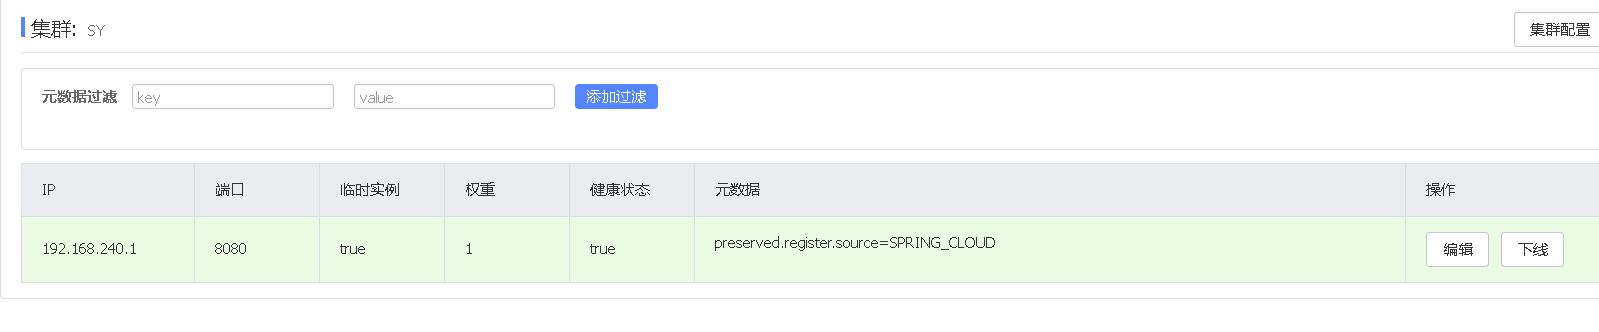 集群: SY
集群配置
元数据过滤 key value 添加过滤
IP 端口 临时实例 权重 健康状态 元数据 操作
192.168.240.1 8080 true 1 true preserved.register.source=SPRING_CLOUD 编辑 下线